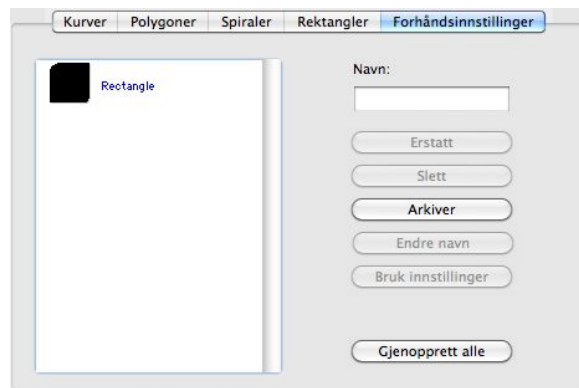 Kurver Polygoner Spiraler Rektangler Forhåndsinnstillinger
Rectangle
Navn:
Erstatt
Slett
Arkiver
Endre navn
Bruk innstillinger
Gjenopprett alle